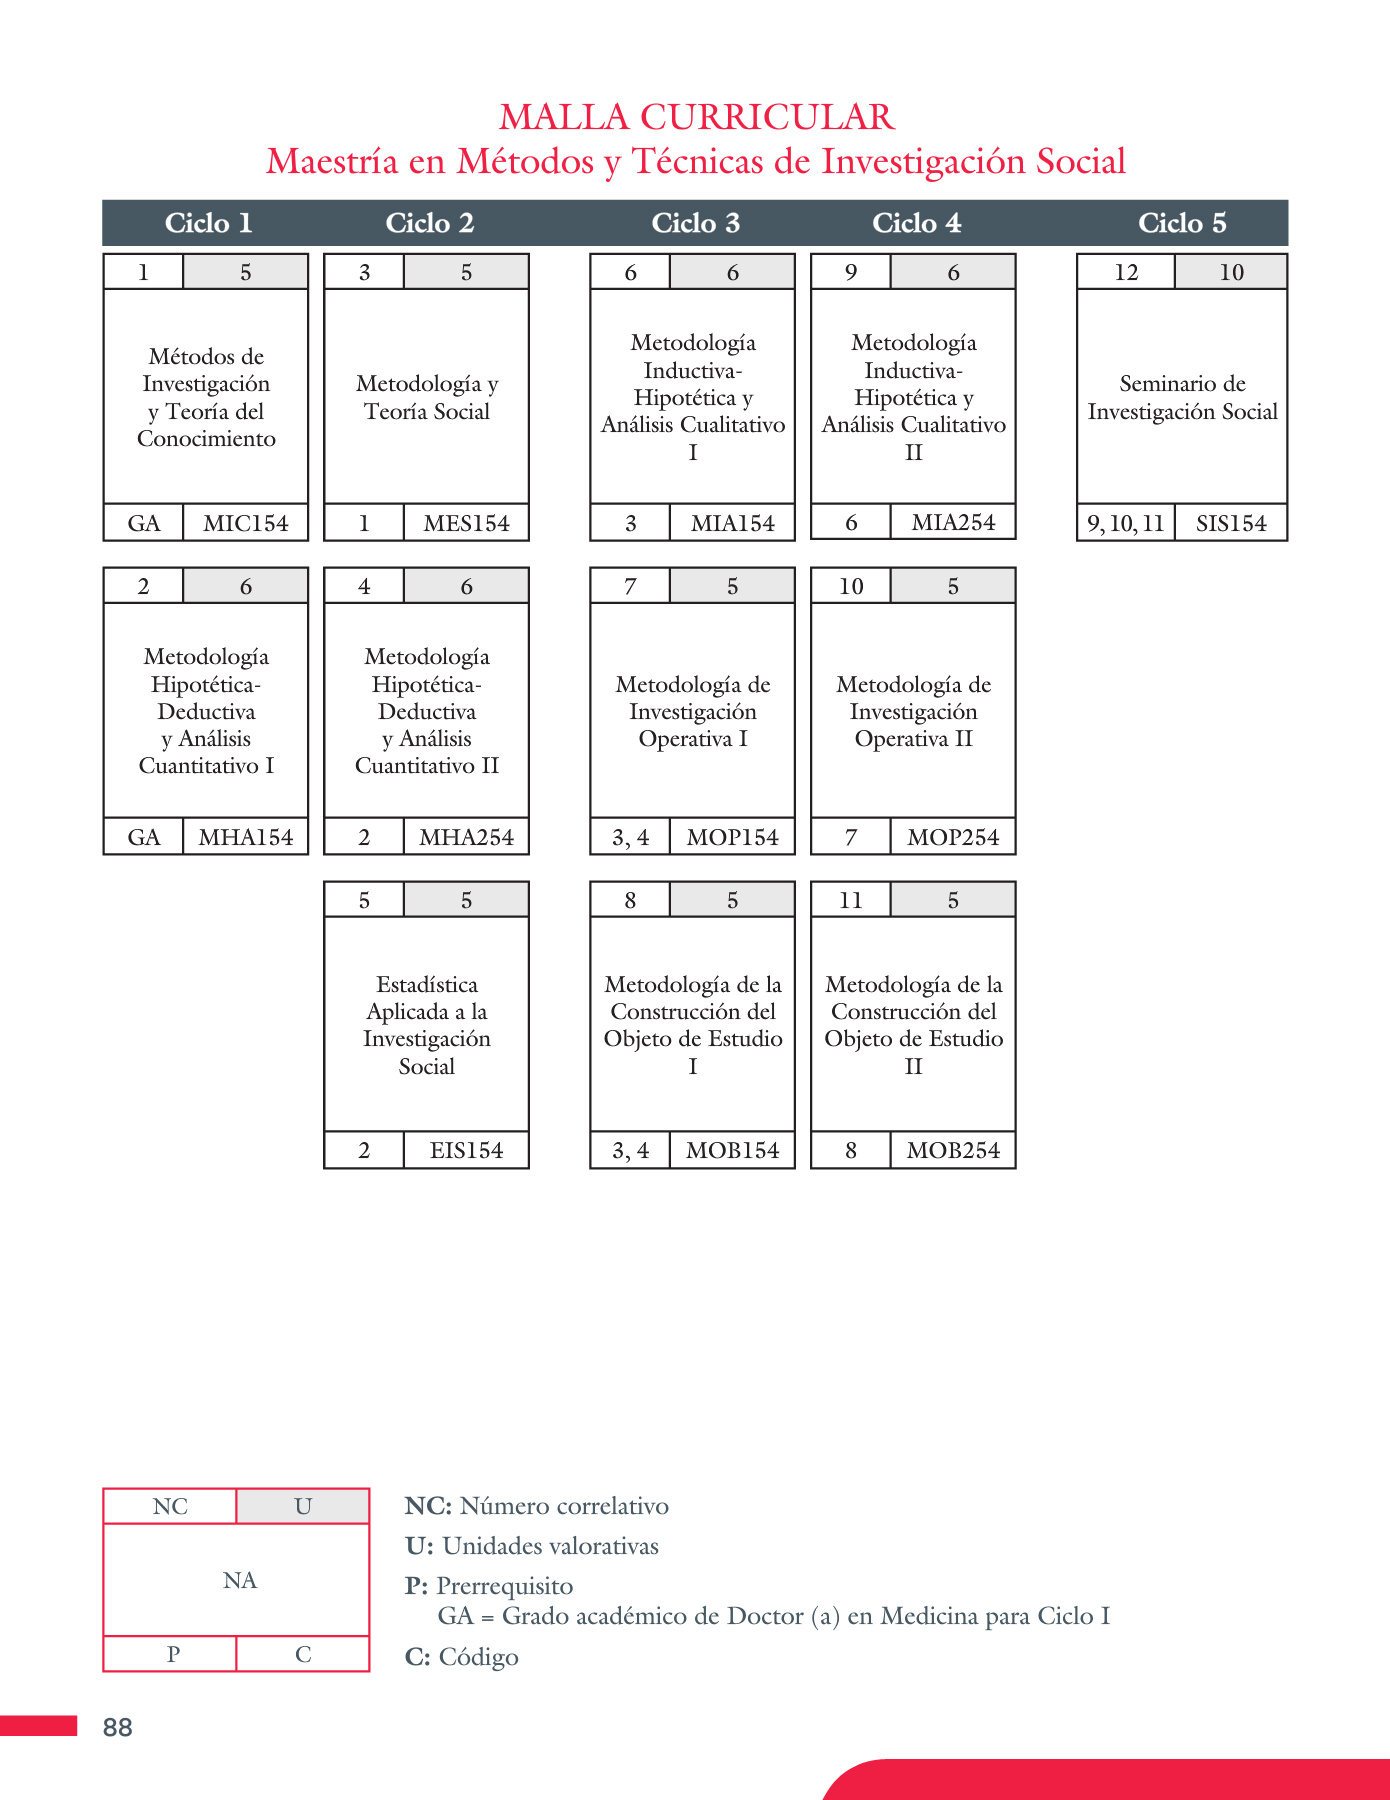 MALLA CURRICULAR
Maestría en Métodos y Técnicas de Investigación Social
Ciclo 1
Ciclo 2
Ciclo 3
Ciclo 4
Ciclo 5
1
5
Métodos de
Investigación
y Teoría del
Conocimiento
GA
MIC154
3
5
Metodología y
Teoría Social
1
MES154
6
6
Metodología
Inductiva-
Hipotética y
Análisis Cualitativo
I
3
MIA154
9
6
Metodología
Inductiva-
Hipotética y
Análisis Cualitativo
II
6
MIA254
12
10
Seminario de
Investigación Social
9, 10, 11
SIS154
2
6
Metodología
Hipotética-
Deductiva
y Análisis
Cuantitativo I
GA
MHA154
4
6
Metodología
Hipotética-
Deductiva
y Análisis
Cuantitativo II
2
MHA254
7
5
Metodología de
Investigación
Operativa I
3, 4
MOP154
10
5
Metodología de
Investigación
Operativa II
7
MOP254
5
5
Estadística
Aplicada a la
Investigación
Social
2
EIS154
8
5
Metodología de la
Construcción del
Objeto de Estudio
I
3, 4
MOB154
11
5
Metodología de la
Construcción del
Objeto de Estudio
II
8
MOB254
NC
U
NA
P
C
NC: Número correlativo
U: Unidades valorativas
P: Prerrequisito
GA = Grado académico de Doctor (a) en Medicina para Ciclo I
C: Código
88